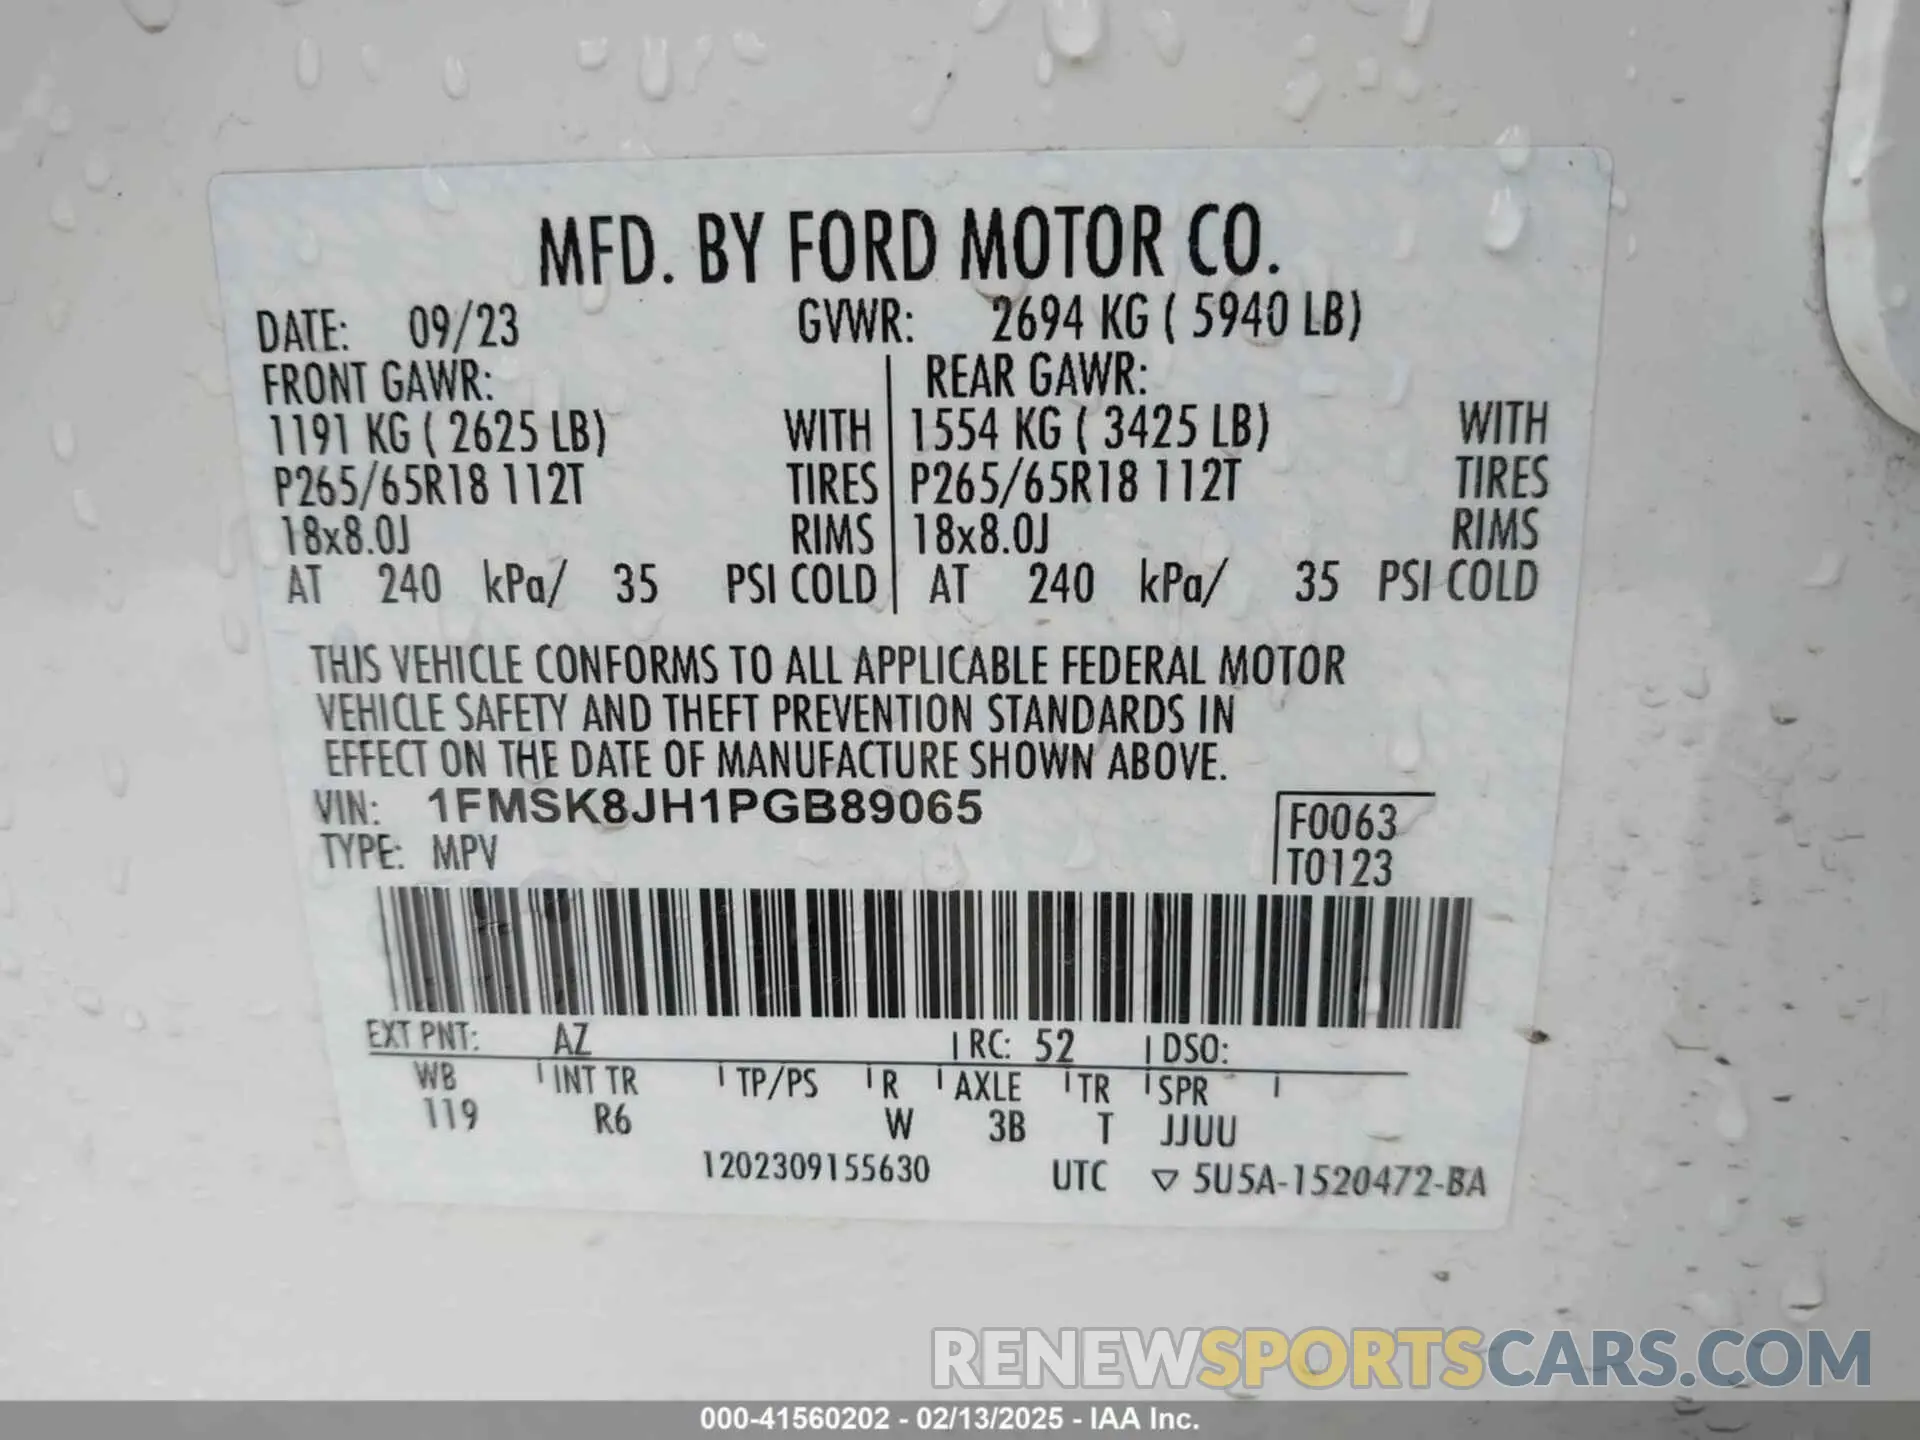 MFD. BY FORD MOTOR CO.
DATE: 09/23 GVWR: 2694 KG ( 5940 LB)
FRONT GAWR: REAR GAWR:
1191 KG ( 2625 LB) WITH 1554 KG ( 3425 LB) WITH
P265/65R18 112T TIRES P265/65R18 112T TIRES
18x8.0J RIMS 18x8.0J RIMS
AT 240 kPa/ 35 PSI COLD AT 240 kPa/ 35 PSI COLD
THIS VEHICLE CONFORMS TO ALL APPLICABLE FEDERAL MOTOR
VEHICLE SAFETY AND THEFT PREVENTION STANDARDS IN
EFFECT ON THE DATE OF MANUFACTURE SHOWN ABOVE.
VIN: 1FMSK8JH1PGB89065 F0063
TYPE: MPV T0123
EXT PNT: AZ RC: 52 DSO:
WB INT TR TP/PS R AXLE TR SPR
119 R6 W 3B T JJUU
1202309155630 UTC ▽ 5U5A-1520472-BA
RENEWSPORTSCARS.COM
000-41560202 - 02/13/2025 - IAA Inc.